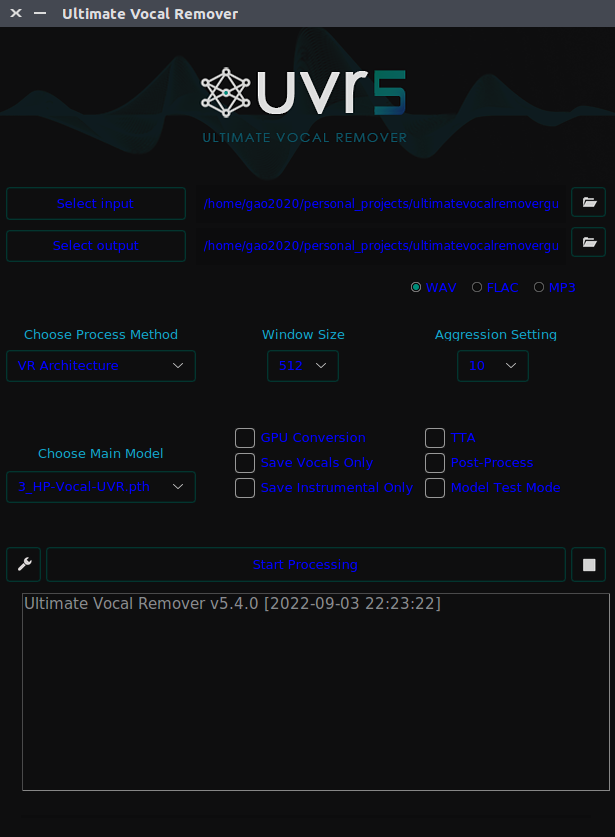 Ultimate Vocal Remover
uvr5
ULTIMATE VOCAL REMOVER
Select input /home/gao2020/personal_projects/ultimatevocalremovergu
Select output /home/gao2020/personal_projects/ultimatevocalremovergu
WAV FLAC MP3
Choose Process Method Window Size Aggression Setting
VR Architecture 512 10
GPU Conversion TTA
Choose Main Model Save Vocals Only Post-Process
3_HP-Vocal-UVR.pth Save Instrumental Only Model Test Mode
Start Processing
Ultimate Vocal Remover v5.4.0 [2022-09-03 22:23:22]